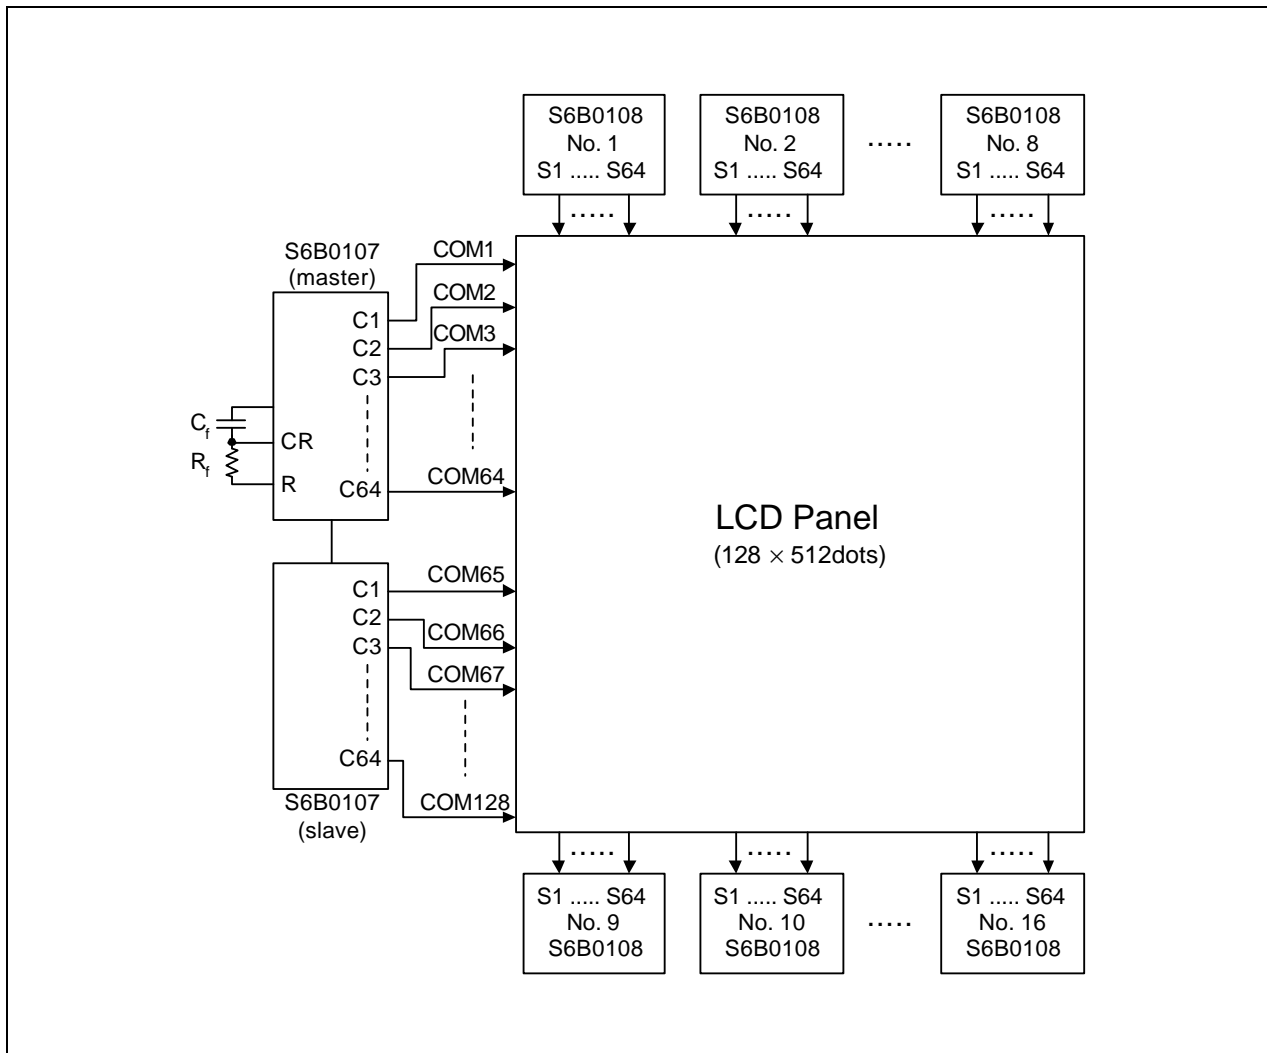 S6B0108
No. 1
S1 ..... S64
S6B0108
No. 2
S1 ..... S64
.....
S6B0108
No. 8
S1 ..... S64
.....
.....
.....
S6B0107
(master)
C1
C2
C3
C64
CR
R
Cf
Rf
COM1
COM2
COM3
COM64
LCD Panel
(128 × 512dots)
C1
C2
C3
C64
S6B0107
(slave)
COM65
COM66
COM67
COM128
.....
.....
.....
S1 ..... S64
No. 9
S6B0108
S1 ..... S64
No. 10
S6B0108
.....
S1 ..... S64
No. 16
S6B0108